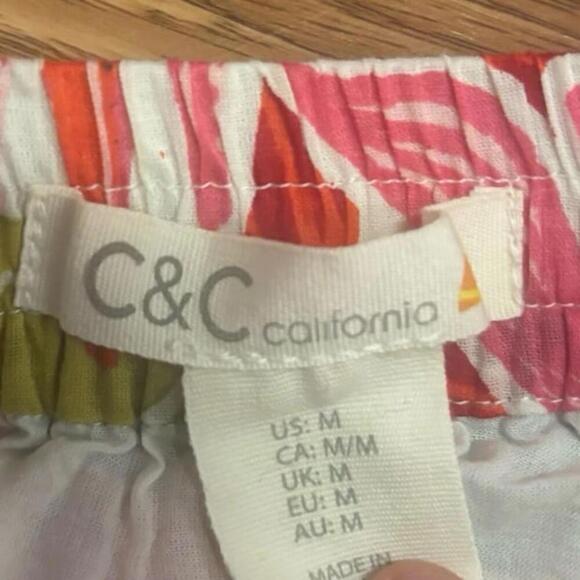 C&C california
US: M
CA: M/M
UK: M
EU: M
AU: M
MADE IN